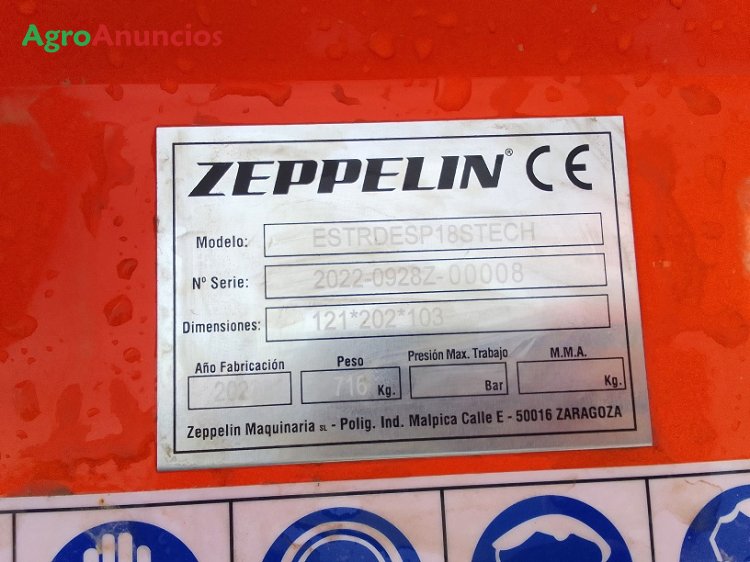 AgroAnuncios
ZEPPELIN® CE
Modelo: ESTRDESP18STECH
Nº Serie: 2022-0928Z-00008
Dimensiones: 121*202*103
Año Fabricación Peso Presión Max. Trabajo M.M.A.
716 Kg. Bar Kg.
Zeppelin Maquinaria SL - Polig. Ind. Malpica Calle E - 50016 ZARAGOZA